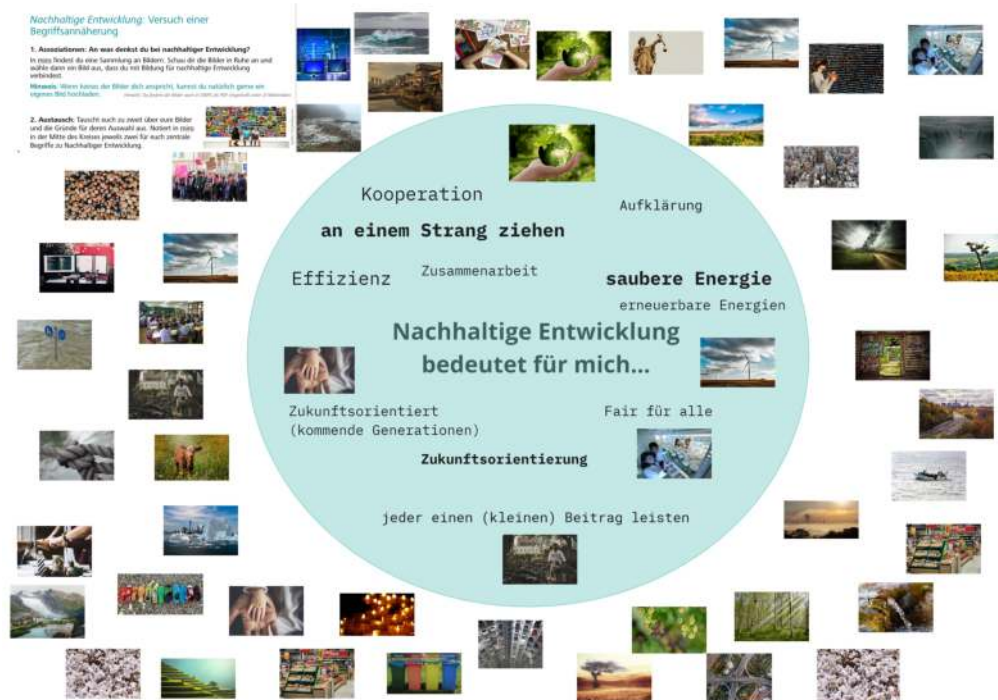 Nachhaltige Entwicklung: Versuch einer
Begriffsannäherung
1. Assoziationen: An was denkst du bei nachhaltiger Entwicklung?
In miro findest du eine Sammlung an Bildern. Schau dir die Bilder in Ruhe an und
wähle dann ein Bild aus, dass du mit Bildung für nachhaltige Entwicklung
verbindest.
Hinweis: Wenn keines der Bilder dich anspricht, kannst du natürlich gerne ein
eigenes Bild hochladen.
2. Austausch: Tauscht euch zu zweit über eure Bilder
und die Gründe für deren Auswahl aus. Notiert in miro
in der Mitte des Kreises jeweils zwei für euch zentrale
Begriffe zu Nachhaltiger Entwicklung.
Kooperation
Aufklärung
an einem Strang ziehen
Effizienz
Zusammenarbeit
saubere Energie
erneuerbare Energien
Nachhaltige Entwicklung
bedeutet für mich...
Zukunftsorientiert
(kommende Generationen)
Fair für alle
Zukunftsorientierung
jeder einen (kleinen) Beitrag leisten